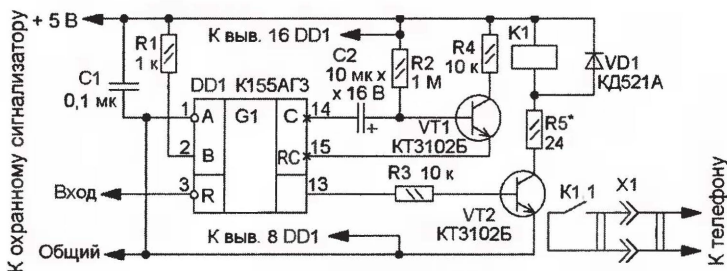 К охранному сигнализатору
+ 5 В
К выв. 16 DD1
R1
1 к
C1
0,1 мк
DD1 К155АГ3
C2
10 мк х
х 16 В
R2
1 М
R4
10 к
K1
VD1
КД521А
1
A
G1
C
14
VT1
КТ3102Б
R5*
24
2
B
RC
15
Вход
3
R
13
R3 10 к
VT2
КТ3102Б
K1.1
X1
Общий
К выв. 8 DD1
К телефону